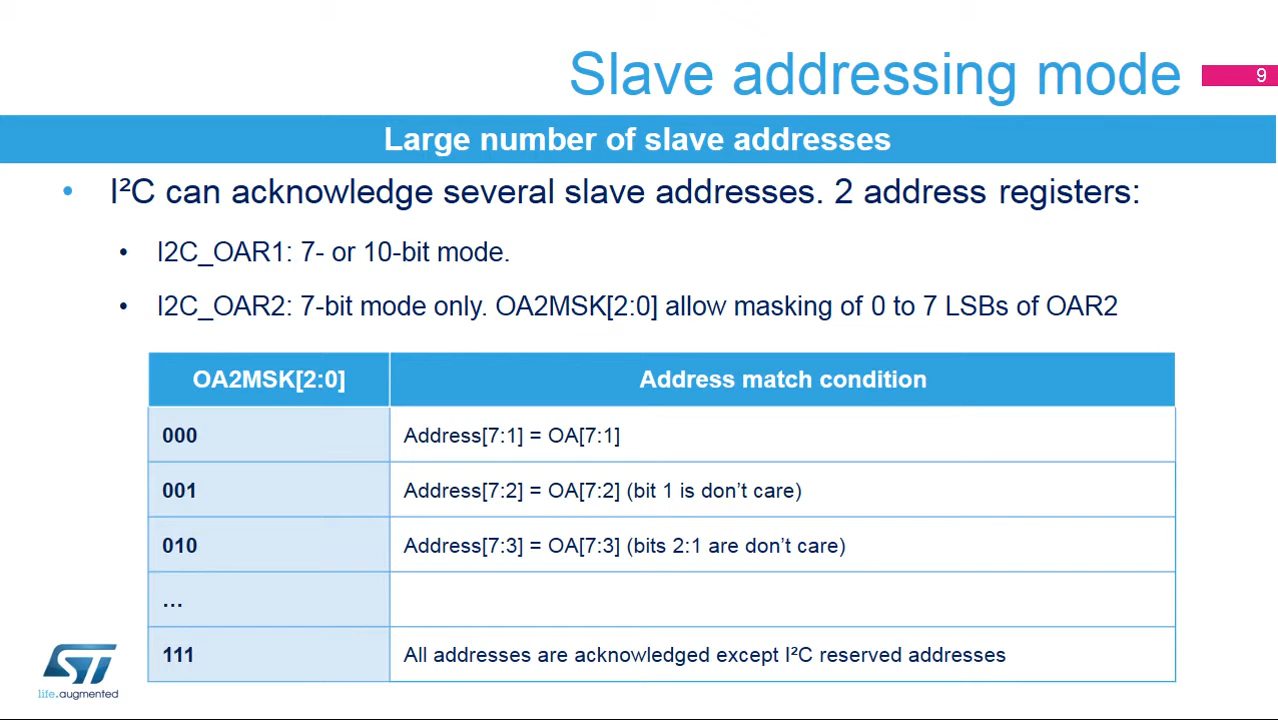 Slave addressing mode
9
Large number of slave addresses
• I²C can acknowledge several slave addresses. 2 address registers:
• I2C_OAR1: 7- or 10-bit mode.
• I2C_OAR2: 7-bit mode only. OA2MSK[2:0] allow masking of 0 to 7 LSBs of OAR2
OA2MSK[2:0] Address match condition
000 Address[7:1] = OA[7:1]
001 Address[7:2] = OA[7:2] (bit 1 is don’t care)
010 Address[7:3] = OA[7:3] (bits 2:1 are don’t care)
…
111 All addresses are acknowledged except I²C reserved addresses
ST
life.augmented